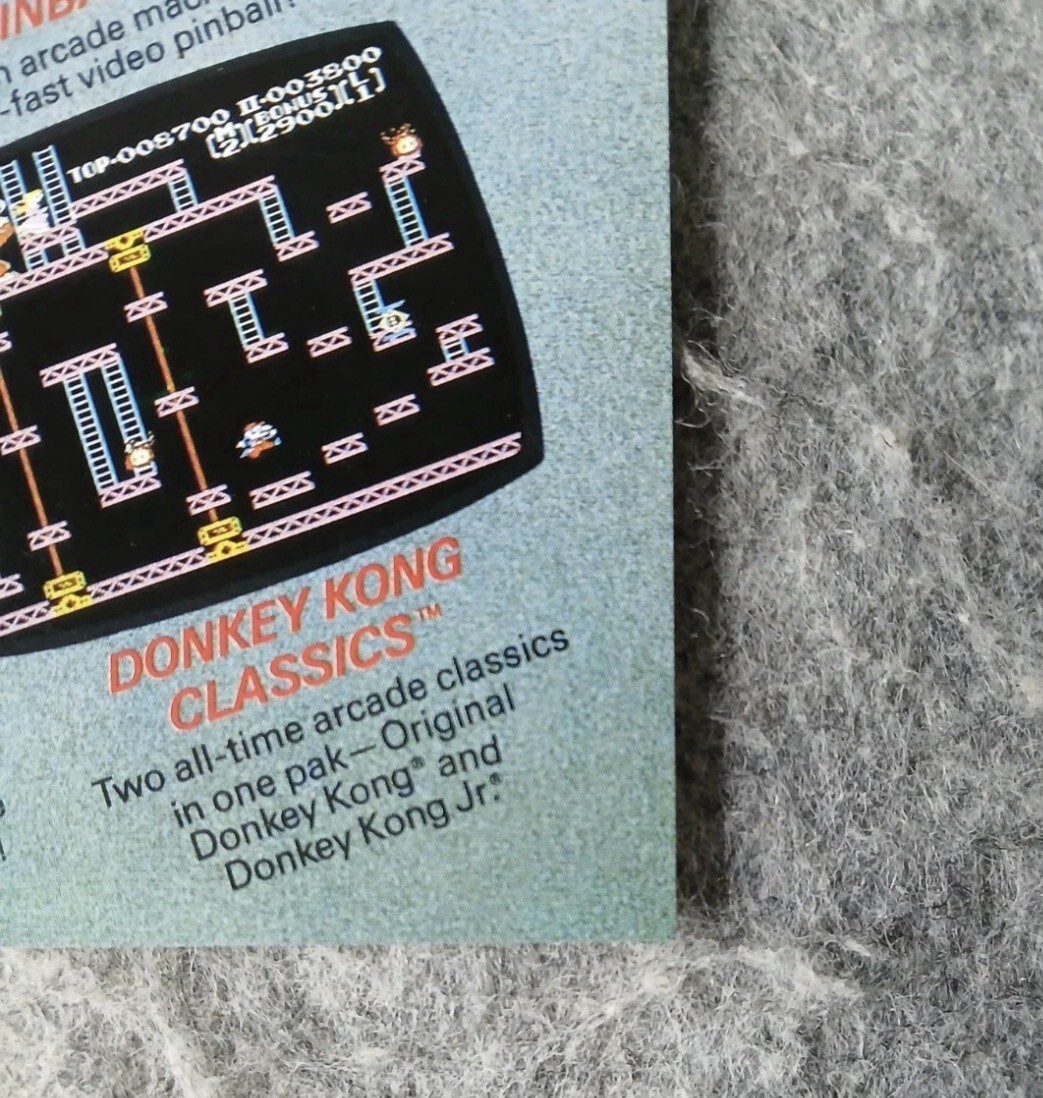 arcade
-fast video pinball!
TOP-008700 II-003800
M BONUS L
2 2900 1
DONKEY KONG
CLASSICS™
Two all-time arcade classics
in one pak—Original
Donkey Kong® and
Donkey Kong Jr.®